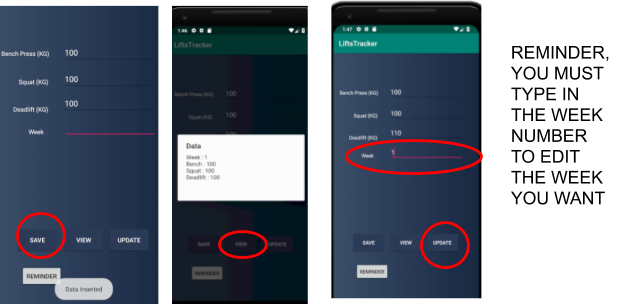 Bench Press (KG) 100
Squat (KG) 100
Deadlift (KG) 100
Week
SAVE VIEW UPDATE
REMINDER
Data Inserted
1:46
LiftsTracker
Bench Press (KG) 100
Squat (KG) 100
100
Data
Week : 1
Bench : 100
Squat : 100
Deadlift : 100
SAVE VIEW UPDATE
REMINDER
1:47
LiftsTracker
Bench Press (KG) 100
Squat (KG) 100
Deadlift (KG) 110
Week 1
SAVE VIEW UPDATE
REMINDER
REMINDER,
YOU MUST
TYPE IN
THE WEEK
NUMBER
TO EDIT
THE WEEK
YOU WANT